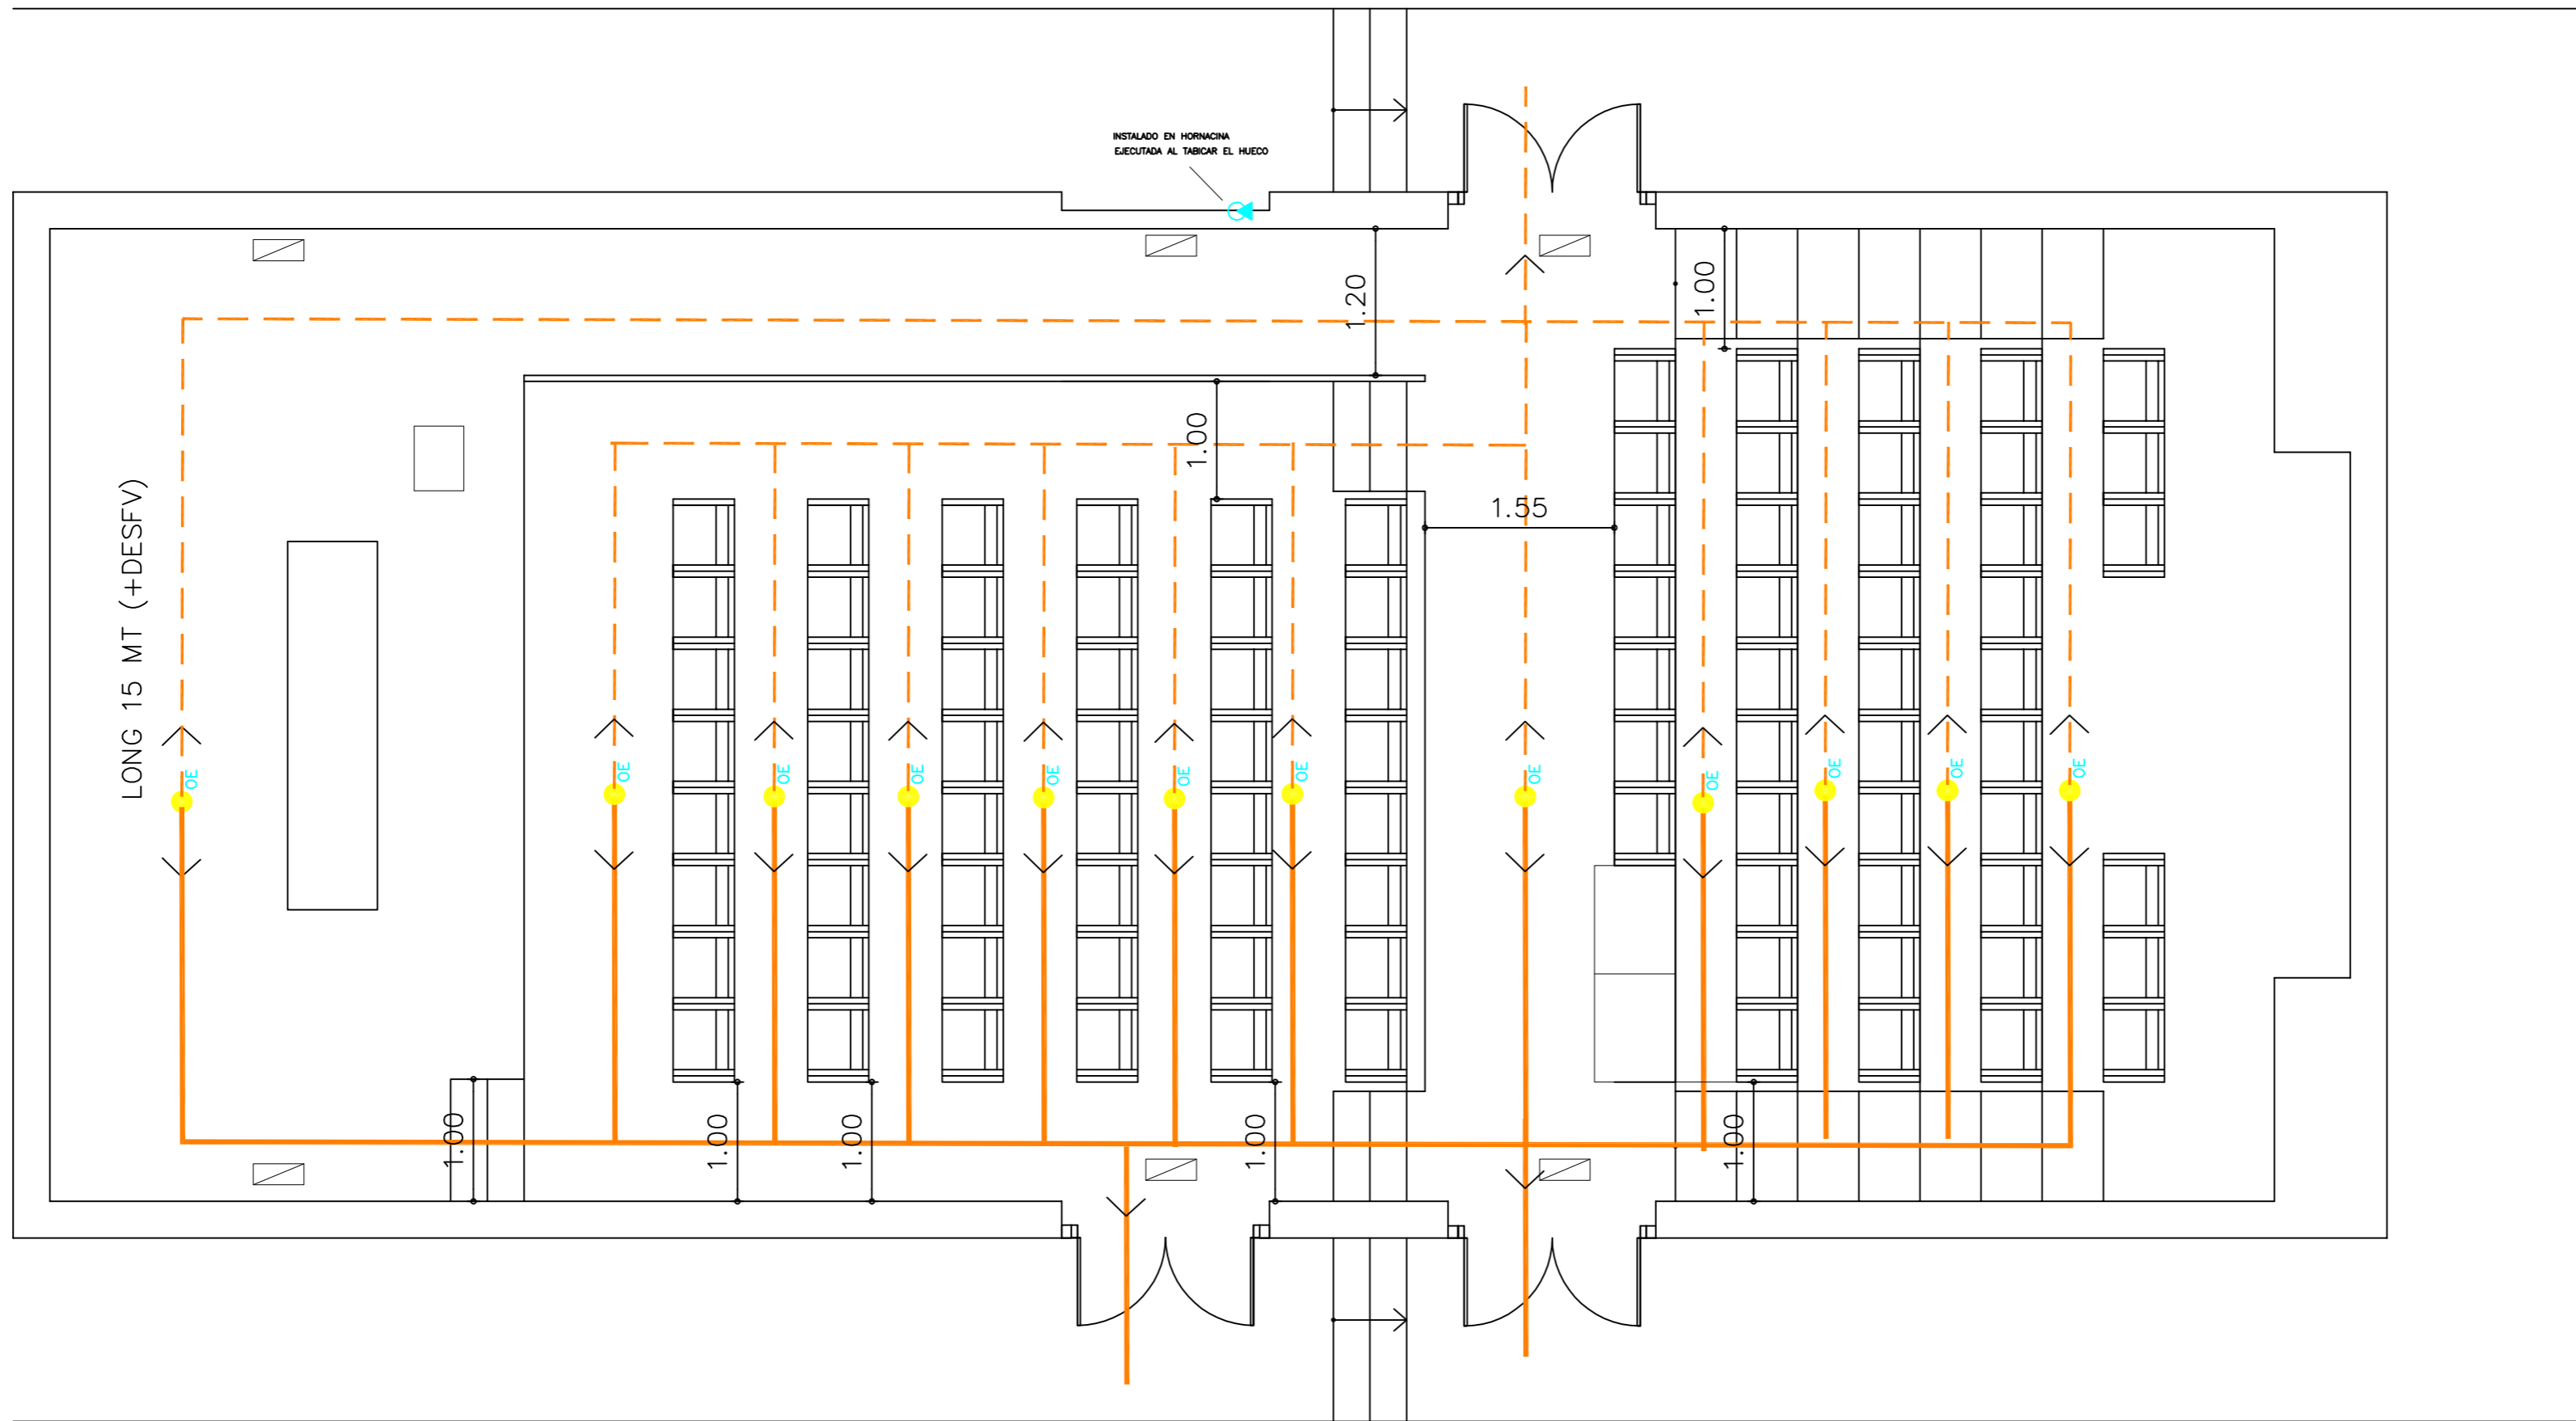 INSTALADO EN HORNACINA
EJECUTADA AL TABICAR EL HUECO
1.20
1.00
1.00
1.55
LONG 15 MT (+DESFV)
OE
OE
OE
OE
OE
OE
OE
OE
OE
OE
OE
OE
1.00
1.00
1.00
1.00
1.00